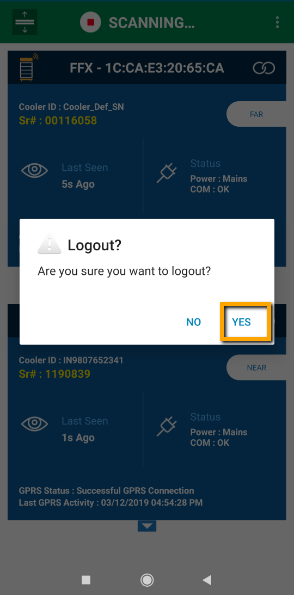 SCANNING...
FFX - 1C:CA:E3:20:65:CA
Cooler ID : Cooler_Def_SN
Sr# : 00116058
FAR
Last Seen
5s Ago
Status
Power : Mains
COM : OK
Logout?
Are you sure you want to logout?
NO
YES
Cooler ID : IN9807652341
Sr# : 1190839
NEAR
Last Seen
1s Ago
Status
Power : Mains
COM : OK
GPRS Status : Successful GPRS Connection
Last GPRS Activity : 03/12/2019 04:54:28 PM